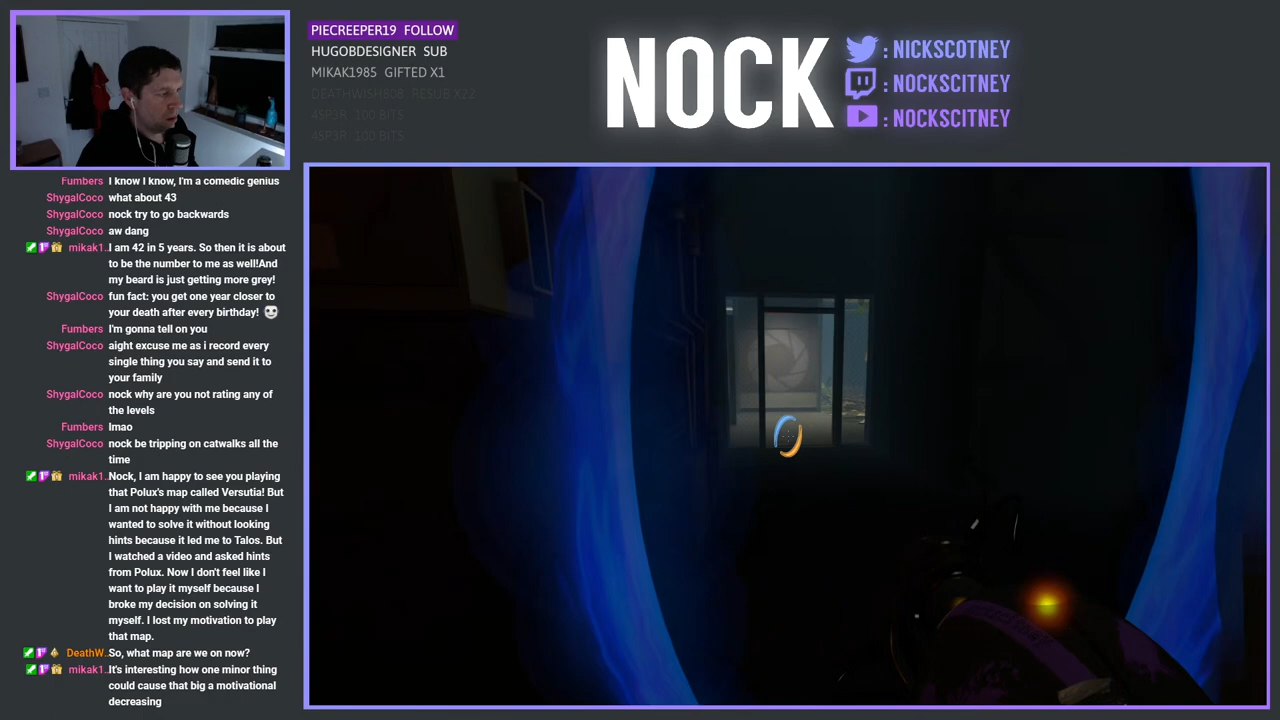 PIECREEPER19 FOLLOW
HUGOBDESIGNER SUB
MIKAK1985 GIFTED X1
DEATHWISH808 RESUB X22
45P3R 100 BITS
45P3R 100 BITS
NOCK
: NICKSCOTNEY
: NOCKSCITNEY
: NOCKSCITNEY
Fumbers I know I know, I'm a comedic genius
ShygalCoco what about 43
ShygalCoco nock try to go backwards
ShygalCoco aw dang
mikak1.. I am 42 in 5 years. So then it is about
to be the number to me as well!And
my beard is just getting more grey!
ShygalCoco fun fact: you get one year closer to
your death after every birthday!
Fumbers I'm gonna tell on you
ShygalCoco aight excuse me as i record every
single thing you say and send it to
your family
ShygalCoco nock why are you not rating any of
the levels
Fumbers lmao
ShygalCoco nock be tripping on catwalks all the
time
mikak1.. Nock, I am happy to see you playing
that Polux's map called Versutia! But
I am not happy with me because I
wanted to solve it without looking
hints because it led me to Talos. But
I watched a video and asked hints
from Polux. Now I don't feel like I
want to play it myself because I
broke my decision on solving it
myself. I lost my motivation to play
that map.
DeathW.. So, what map are we on now?
mikak1.. It's interesting how one minor thing
could cause that big a motivational
decreasing